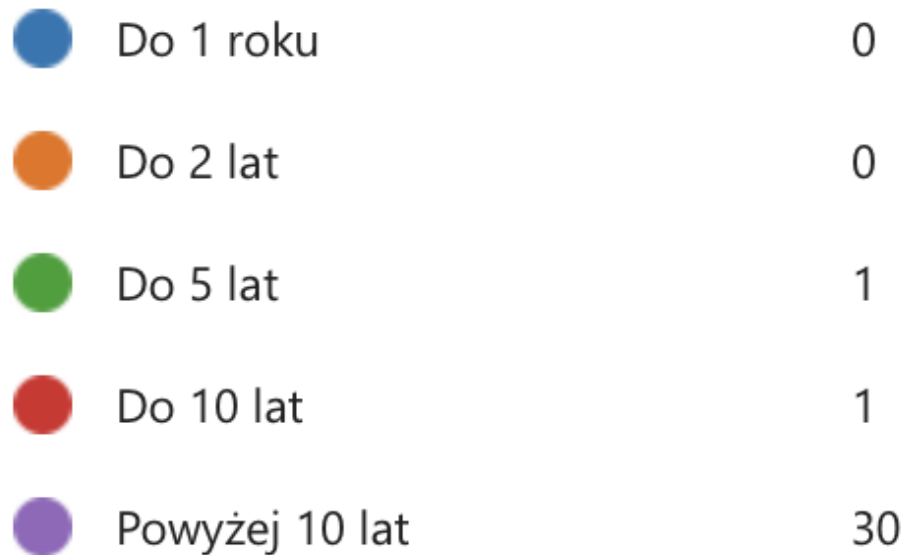 Do 1 roku 0
Do 2 lat 0
Do 5 lat 1
Do 10 lat 1
Powyżej 10 lat 30